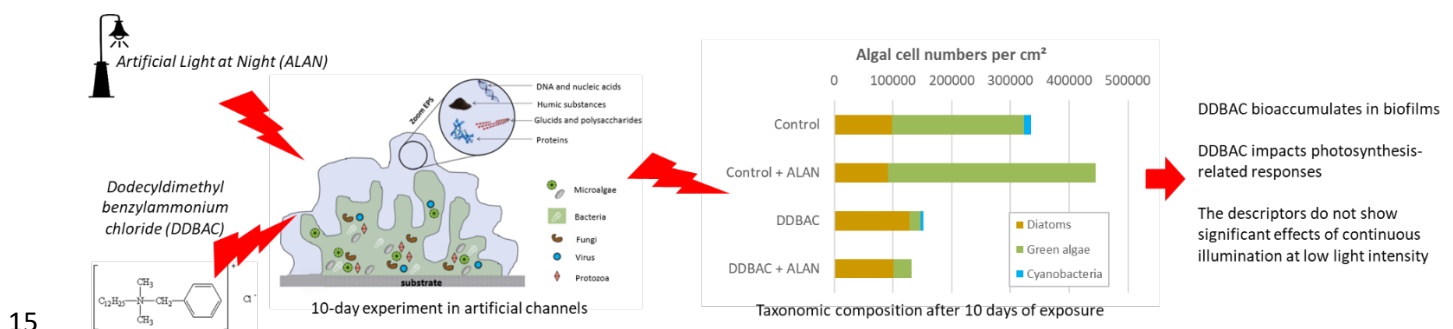 Artificial Light at Night (ALAN)
Dodecyldimethyl
benzylammonium
chloride (DDBAC)
CH₃
C₁₂H₂₅—N—CH₂
CH₃
Cl⁻
Zoom EPS
DNA and nucleic acids
Humic substances
Glucids and polysaccharides
Proteins
Microalgae
Bacteria
Fungi
Virus
Protozoa
substrate
10-day experiment in artificial channels
Algal cell numbers per cm²
0 100000 200000 300000 400000 500000
Control
Control + ALAN
DDBAC
DDBAC + ALAN
Diatoms
Green algae
Cyanobacteria
Taxonomic composition after 10 days of exposure
DDBAC bioaccumulates in biofilms
DDBAC impacts photosynthesis-
related responses
The descriptors do not show
significant effects of continuous
illumination at low light intensity
15